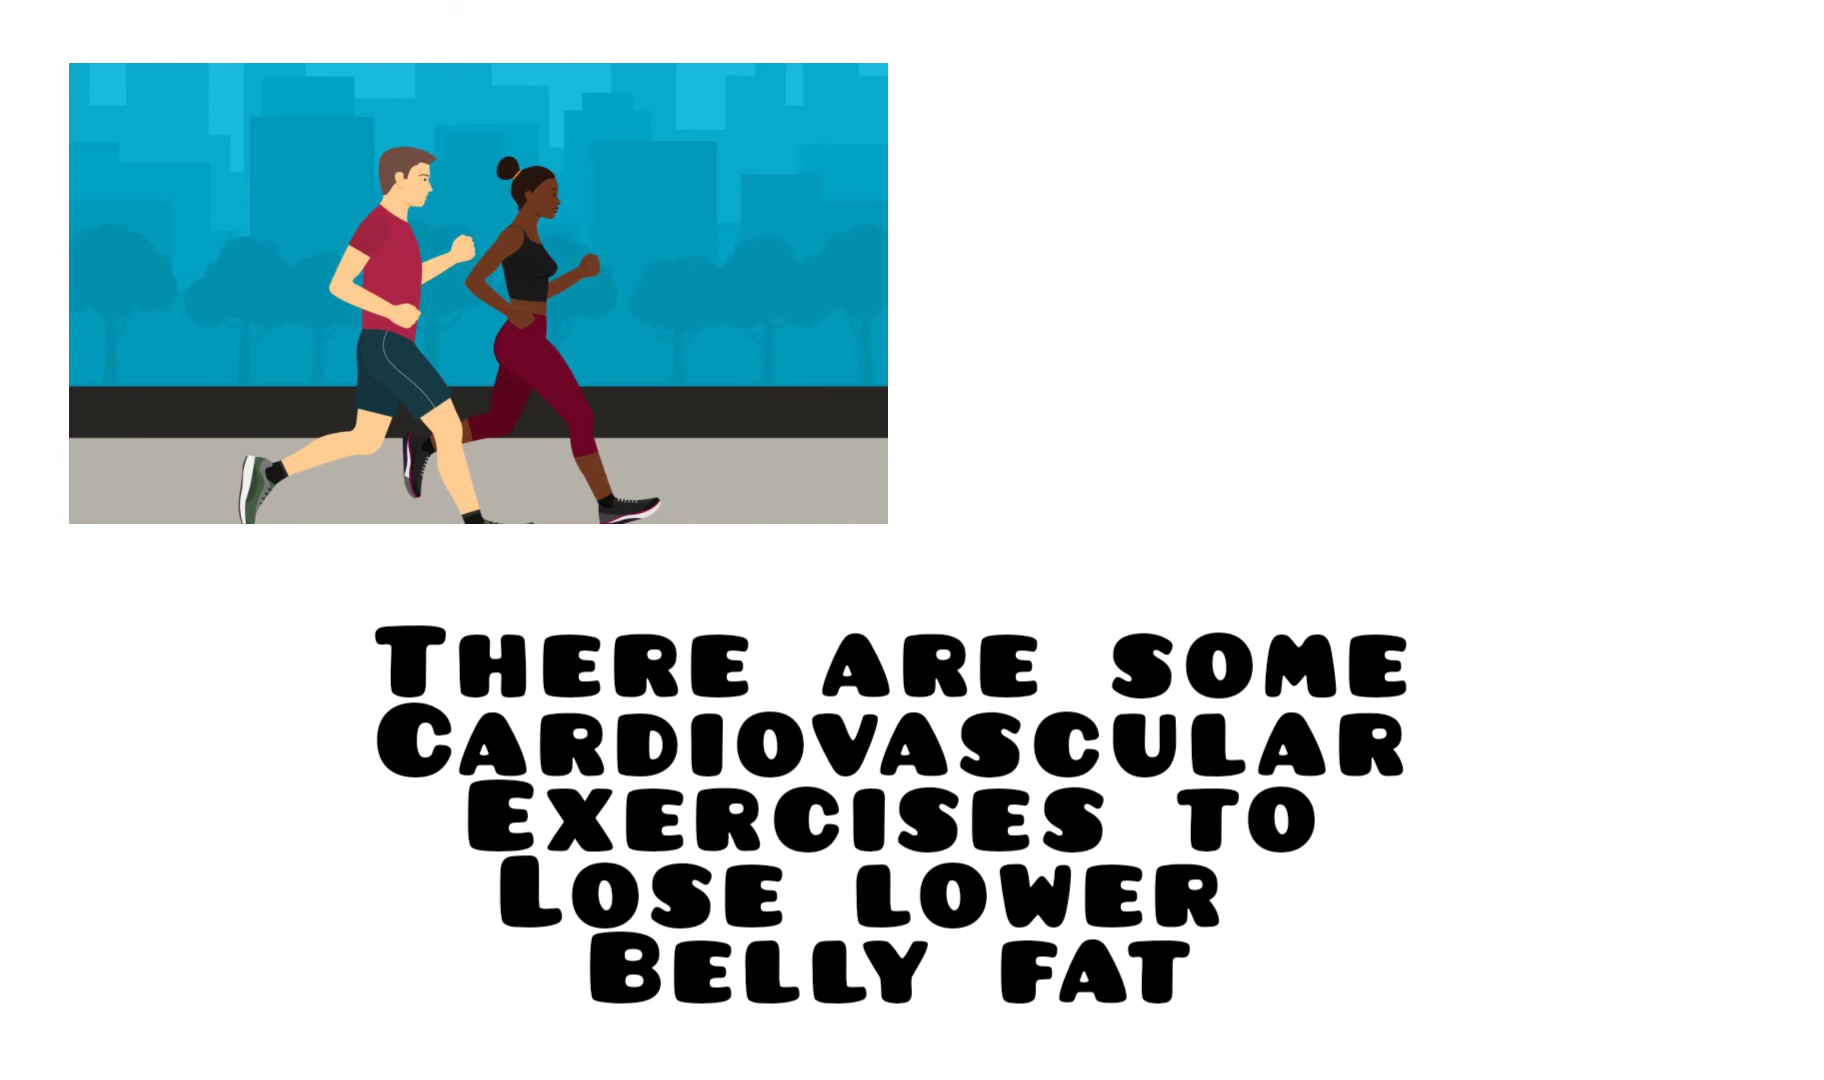 There are some
Cardiovascular
Exercises to
Lose lower
Belly fat